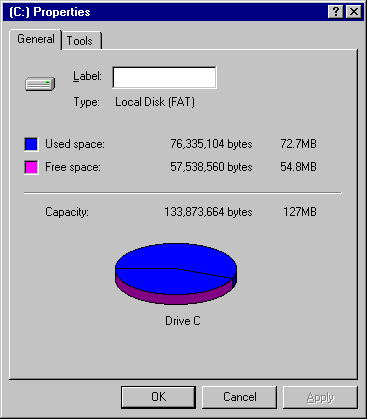 (C:) Properties
General Tools
Label:
Type: Local Disk (FAT)
Used space: 76,335,104 bytes 72.7MB
Free space: 57,538,560 bytes 54.8MB
Capacity: 133,873,664 bytes 127MB
Drive C
OK Cancel Apply